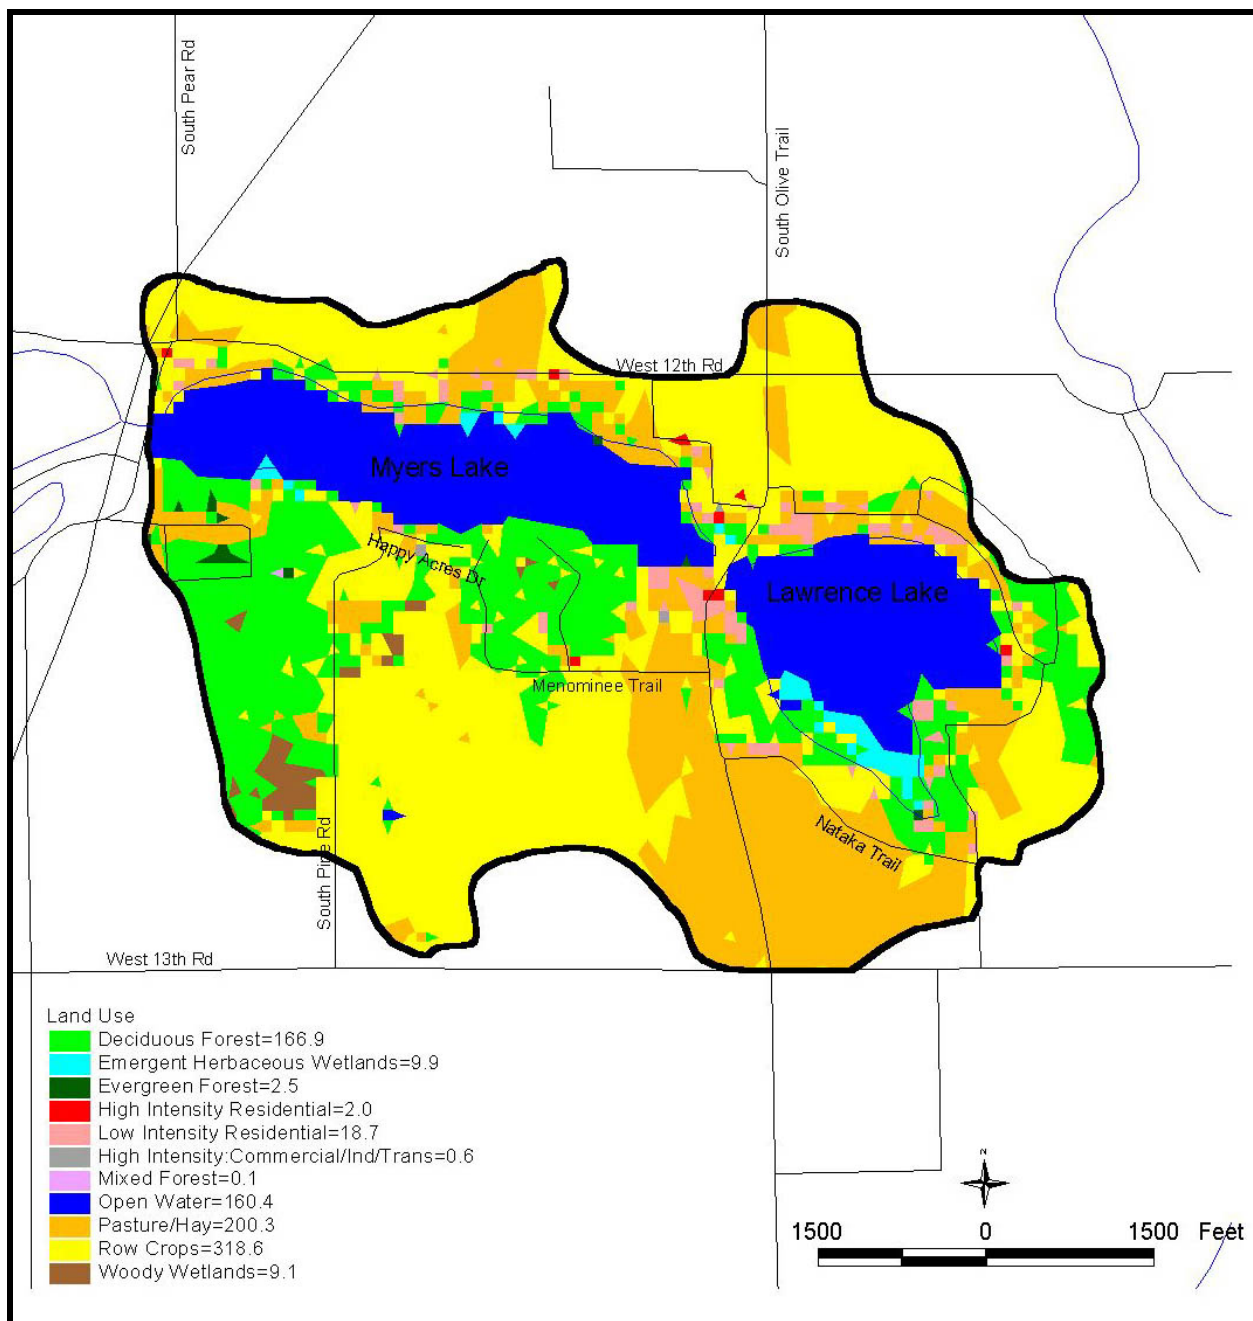 South Pear Rd
South Olive Trail
West 12th Rd
Myers Lake
Happy Acres Dr
Lawrence Lake
Menominee Trail
Nataka Trail
South Pine Rd
West 13th Rd
Land Use
Deciduous Forest=166.9
Emergent Herbaceous Wetlands=9.9
Evergreen Forest=2.5
High Intensity Residential=2.0
Low Intensity Residential=18.7
High Intensity:Commercial/Ind/Trans=0.6
Mixed Forest=0.1
Open Water=160.4
Pasture/Hay=200.3
Row Crops=318.6
Woody Wetlands=9.1
N
1500 0 1500 Feet